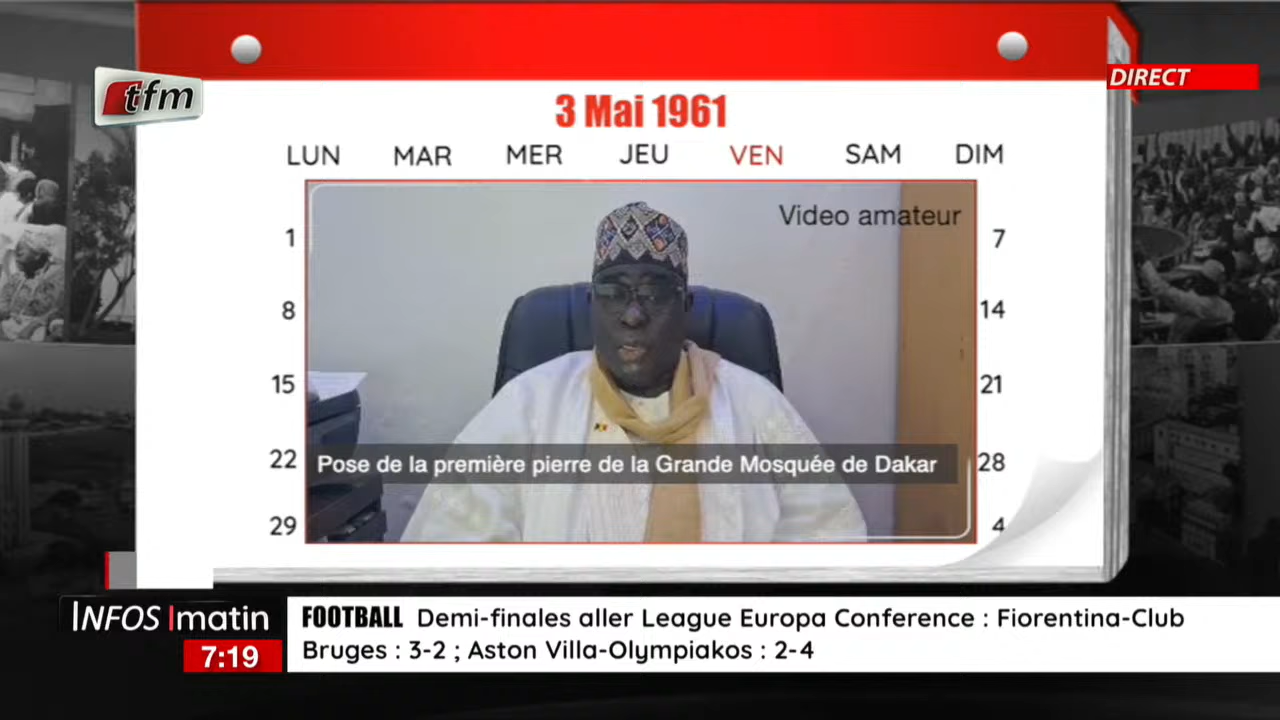 tfm
DIRECT
3 Mai 1961
LUN MAR MER JEU VEN SAM DIM
Video amateur
1 7
8 14
15 21
22 28
Pose de la première pierre de la Grande Mosquée de Dakar
29 4
INFOS matin
7:19
FOOTBALL Demi-finales aller League Europa Conference : Fiorentina-Club
Bruges : 3-2 ; Aston Villa-Olympiakos : 2-4